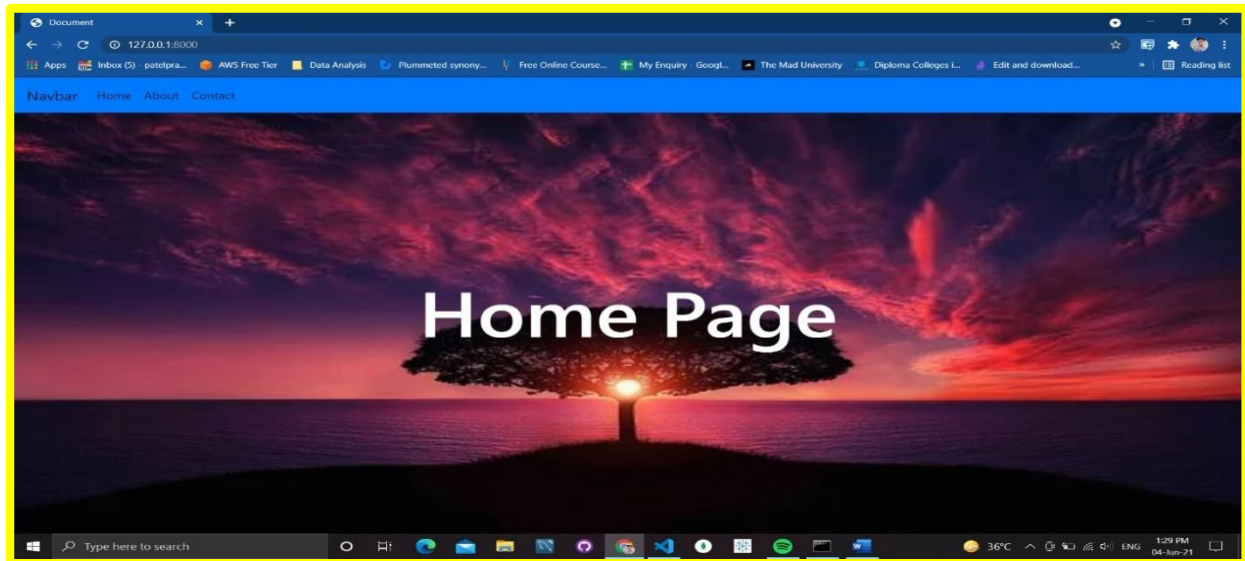 Document
127.0.0.1:8000
Apps Inbox (5) - patelpra... AWS Free Tier Data Analysis Plummeted synony... Free Online Course... My Enquiry - Googl... The Mad University Diploma Colleges i... Edit and download... » Reading list
Navbar Home About Contact
Home Page
Type here to search 36°C ENG 1:29 PM
04-Jun-21